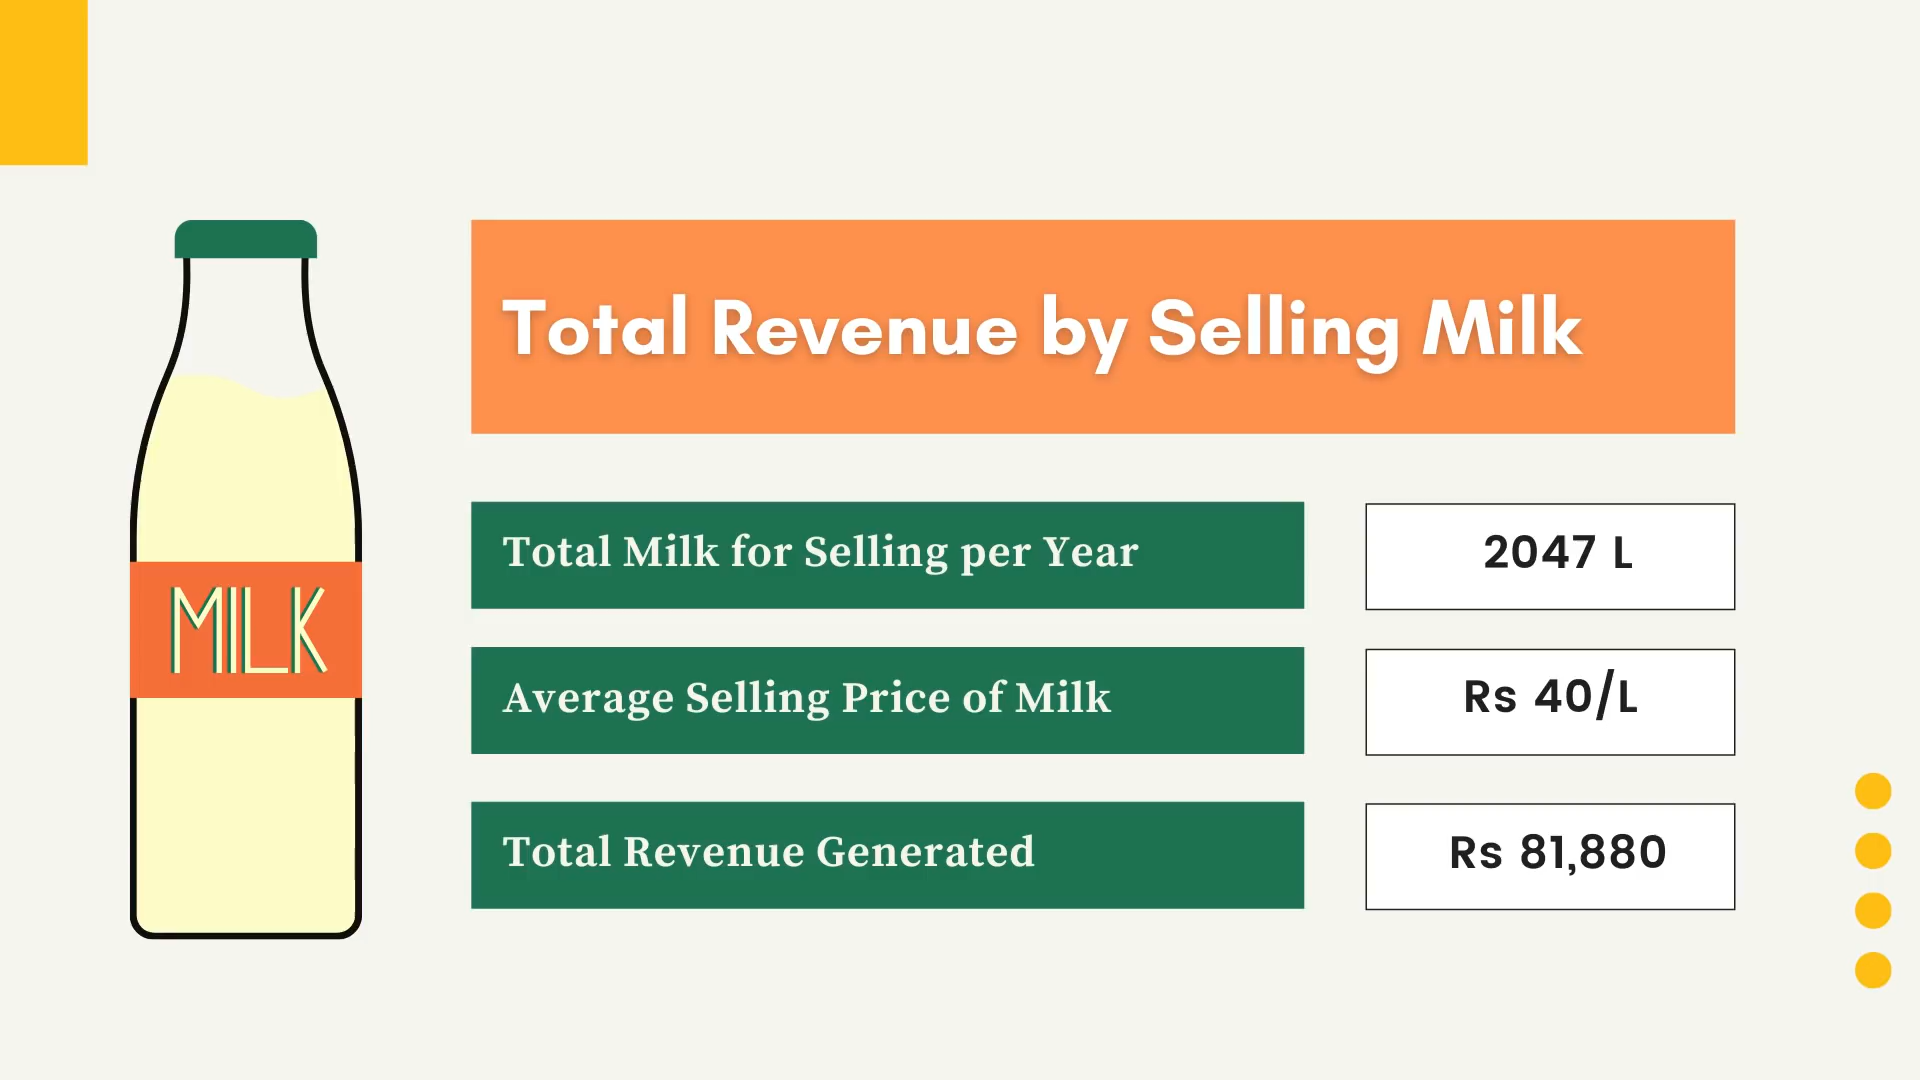 Total Revenue by Selling Milk
MILK
Total Milk for Selling per Year
2047 L
Average Selling Price of Milk
Rs 40/L
Total Revenue Generated
Rs 81,880